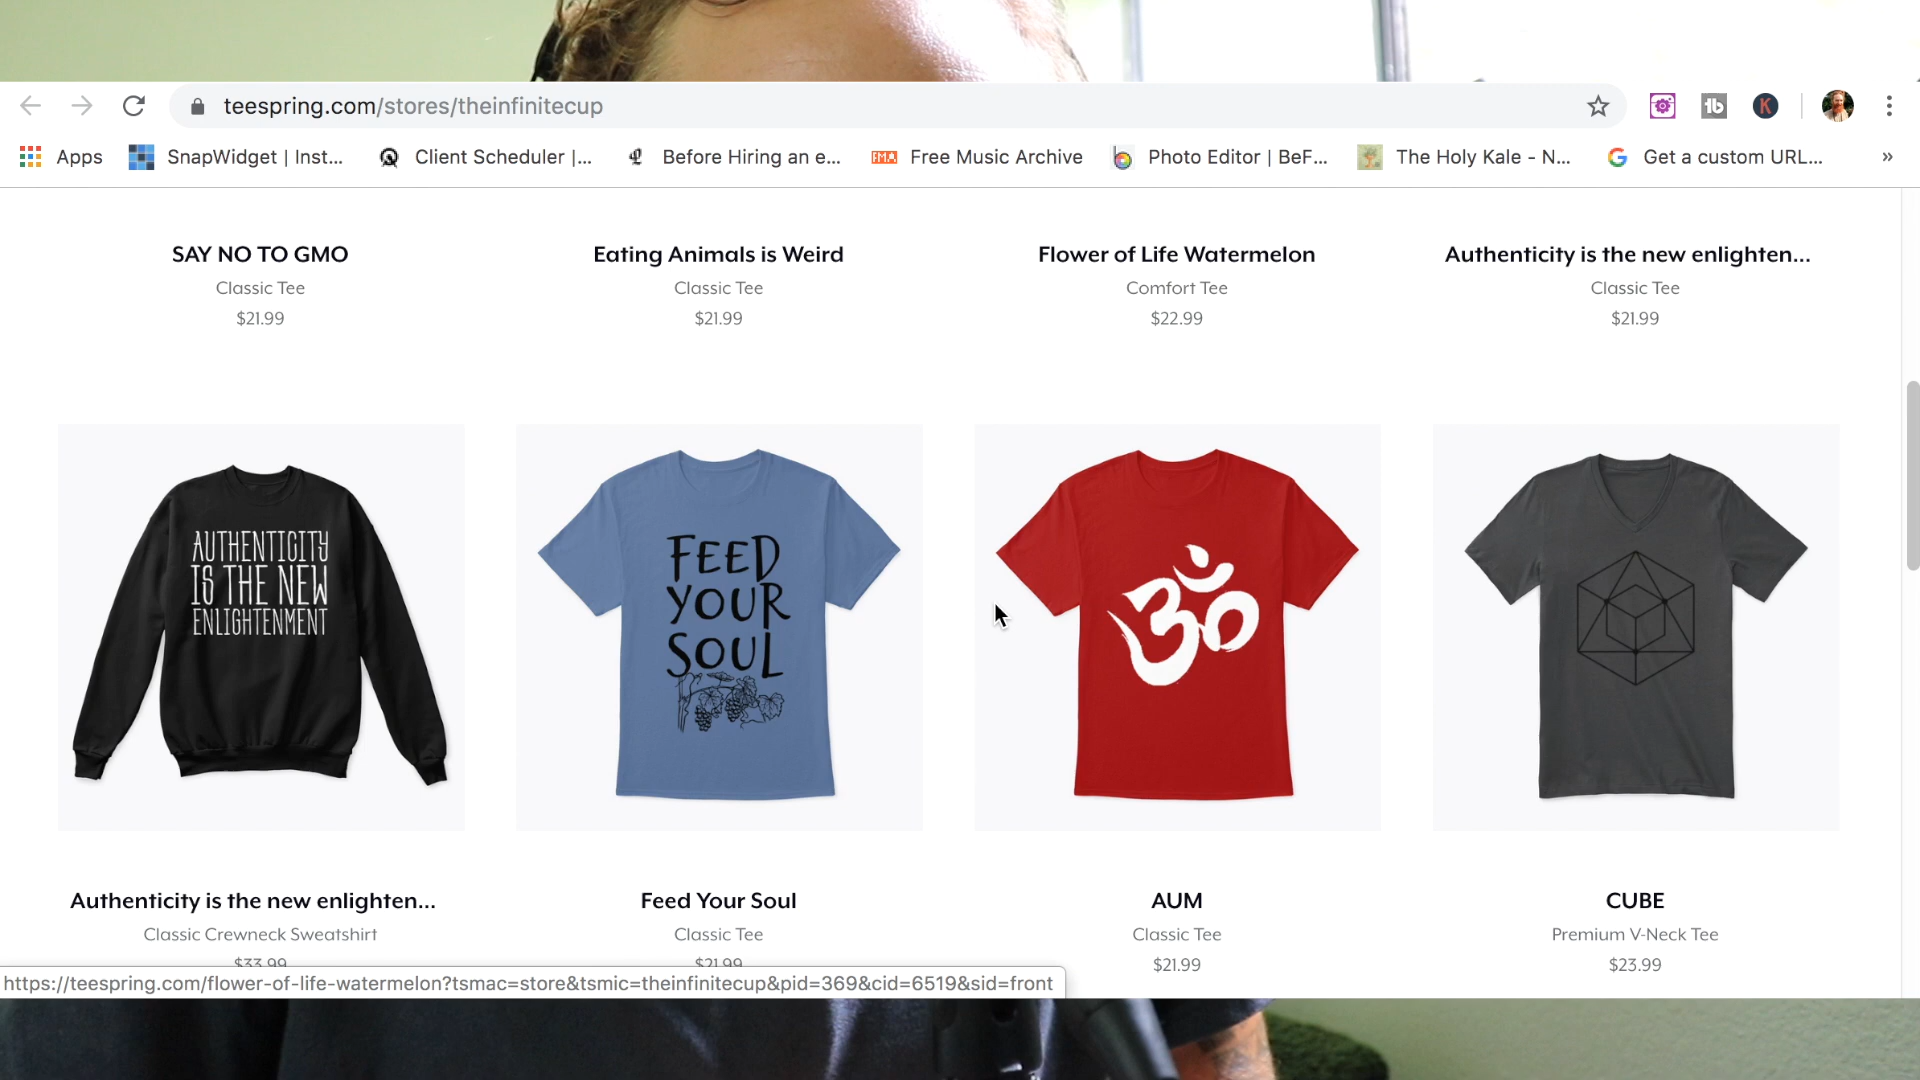 teespring.com/stores/theinfinitecup
Apps SnapWidget | Inst... Client Scheduler |... Before Hiring an e... FMA Free Music Archive Photo Editor | BeF... The Holy Kale - N... Get a custom URL... »
SAY NO TO GMO
Classic Tee
$21.99
Eating Animals is Weird
Classic Tee
$21.99
Flower of Life Watermelon
Comfort Tee
$22.99
Authenticity is the new enlighten...
Classic Tee
$21.99
AUTHENTICITY
IS THE NEW
ENLIGHTENMENT
FEED
YOUR
SOUL
ॐ
Authenticity is the new enlighten...
Classic Crewneck Sweatshirt
$33.99
Feed Your Soul
Classic Tee
$21.99
AUM
Classic Tee
$21.99
CUBE
Premium V-Neck Tee
$23.99
https://teespring.com/flower-of-life-watermelon?tsmac=store&tsmic=theinfinitecup&pid=369&cid=6519&sid=front